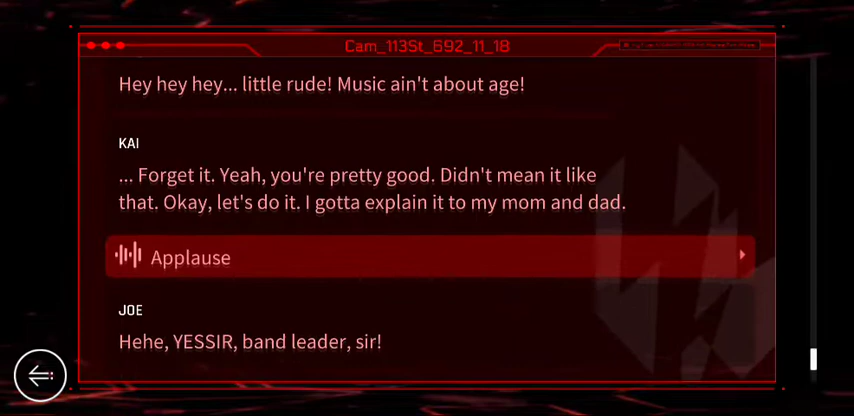 Cam_113St_592_11_18
Hey hey hey... little rude! Music ain't about age!
KAI
... Forget it. Yeah, you're pretty good. Didn't mean it like
that. Okay, let's do it. I gotta explain it to my mom and dad.
Applause
JOE
Hehe, YESSIR, band leader, sir!